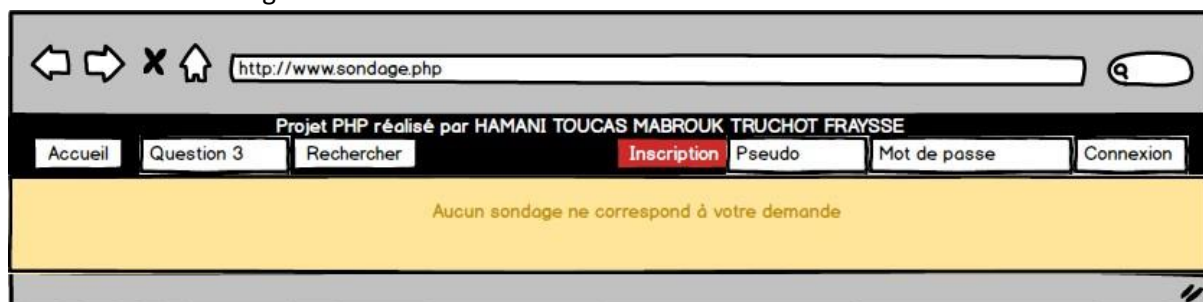 http://www.sondage.php
Projet PHP réalisé par HAMANI TOUCAS MABROUK TRUCHOT FRAYSSE
Accueil Question 3 Rechercher Inscription Pseudo Mot de passe Connexion
Aucun sondage ne correspond à votre demande